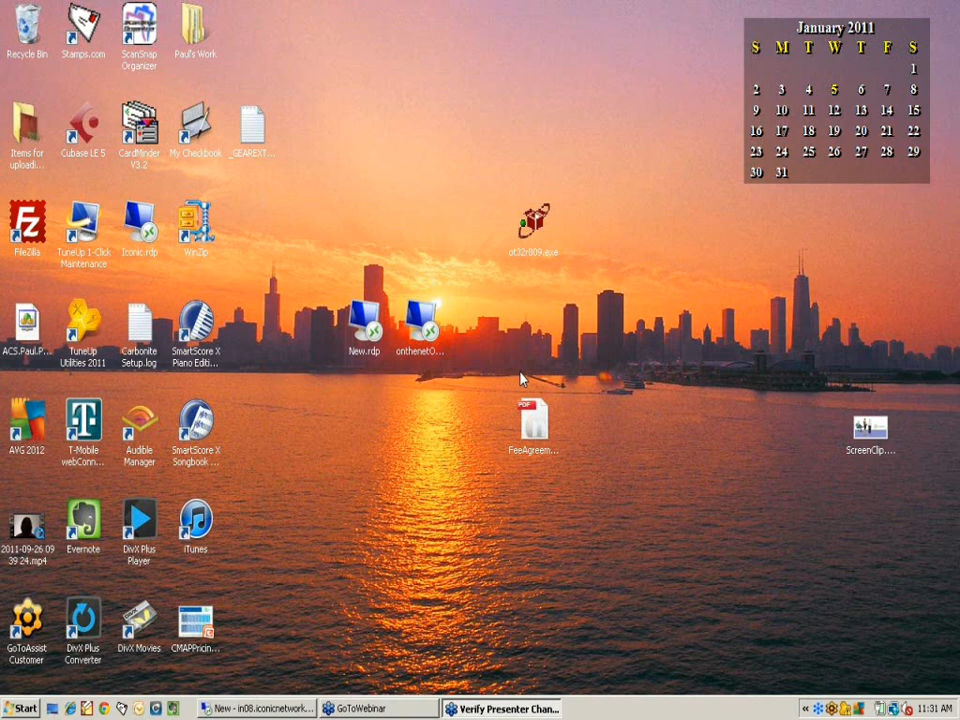 Recycle Bin
Stamps.com
ScanSnap
Organizer
Paul's Work
January 2011
S M T W T F S
1
2 3 4 5 6 7 8
9 10 11 12 13 14 15
16 17 18 19 20 21 22
23 24 25 26 27 28 29
30 31
Items for
uploadi...
Cubase LE 5
CardMinder
V3.2
My Checkbook
_GEAREXT...
FileZilla
TuneUp 1-Click
Maintenance
Iconic.rdp
WinZip
ot32r809.exe
ACS.Paul.P...
TuneUp
Utilities 2011
Carbonite
Setup.log
SmartScore X
Piano Editi...
New.rdp
onthenetO...
AVG 2012
T-Mobile
webConn...
Audible
Manager
SmartScore X
Songbook ...
PDF
FeeAgreem...
ScreenClip....
2011-09-26 09
39 24.mp4
Evernote
DivX Plus
Player
iTunes
GoToAssist
Customer
DivX Plus
Converter
DivX Movies
CMAPPricin...
Start
New - in08.iconicnetwork...
GoToWebinar
Verify Presenter Chan...
11:31 AM